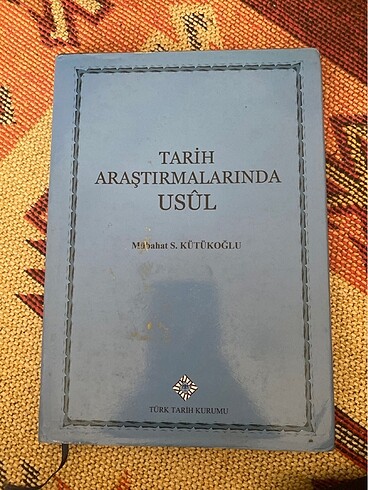 TARİH
ARAŞTIRMALARINDA
USÛL
Mübahat S. KÜTÜKOĞLU
TÜRK TARİH KURUMU